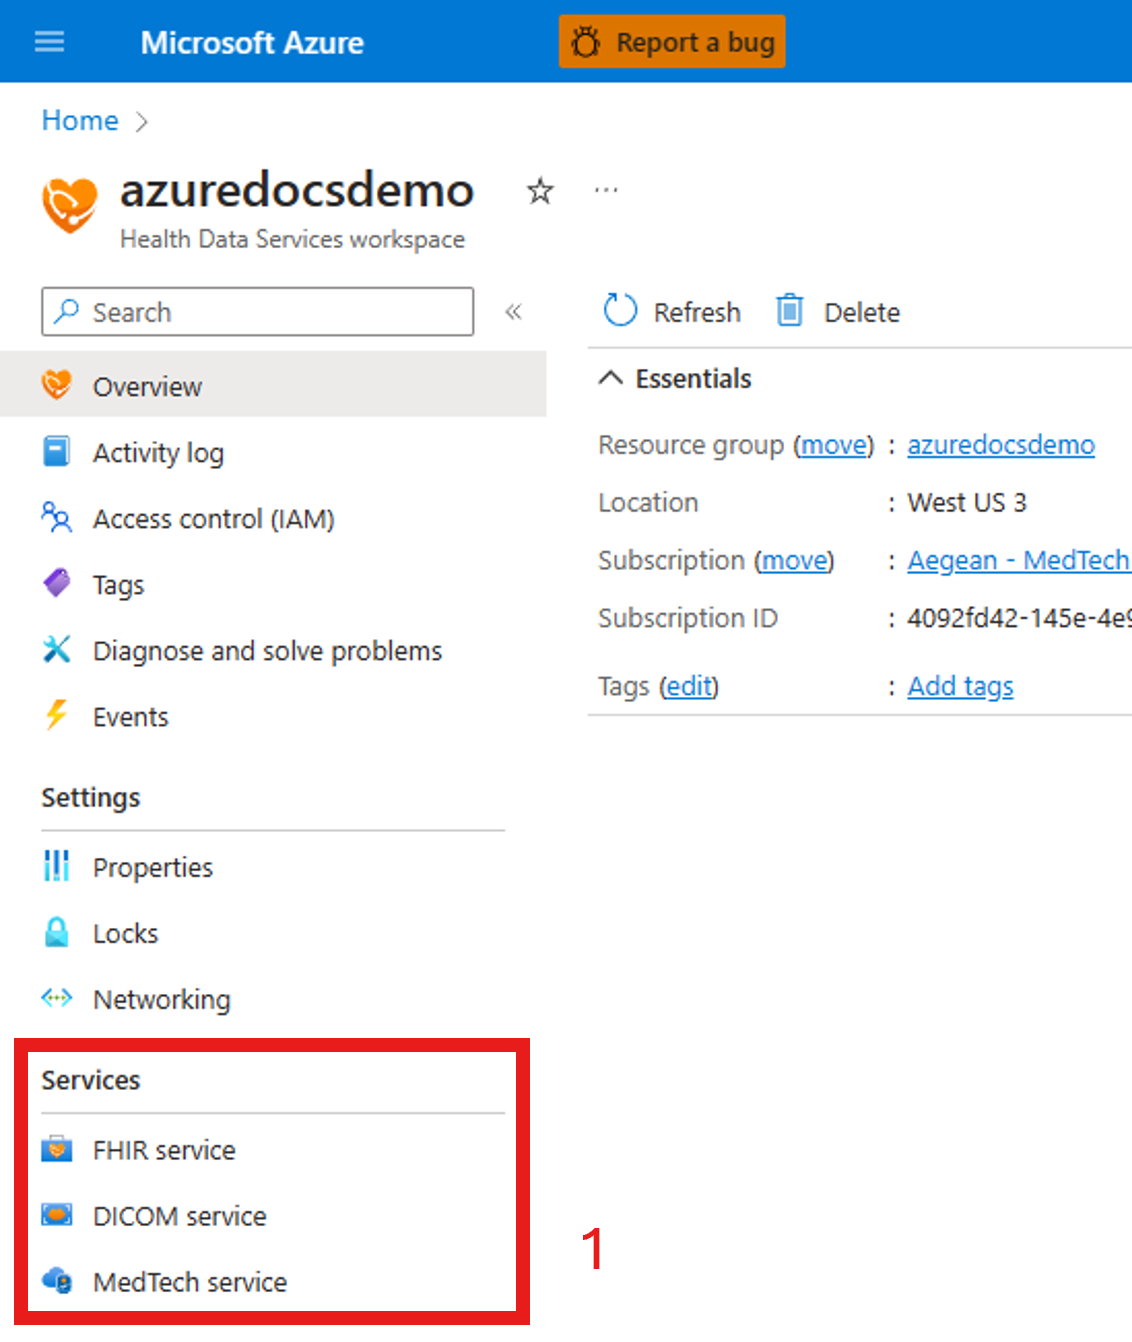 Microsoft Azure
Report a bug
Home
azuredocsdemo
Health Data Services workspace
Search
Refresh
Delete
Overview
Activity log
Access control (IAM)
Tags
Diagnose and solve problems
Events
Settings
Properties
Locks
Networking
Services
FHIR service
DICOM service
MedTech service
1
Essentials
Resource group (move) : azuredocsdemo
Location : West US 3
Subscription (move) : Aegean - MedTech
Subscription ID : 4092fd42-145e-4e9
Tags (edit) : Add tags